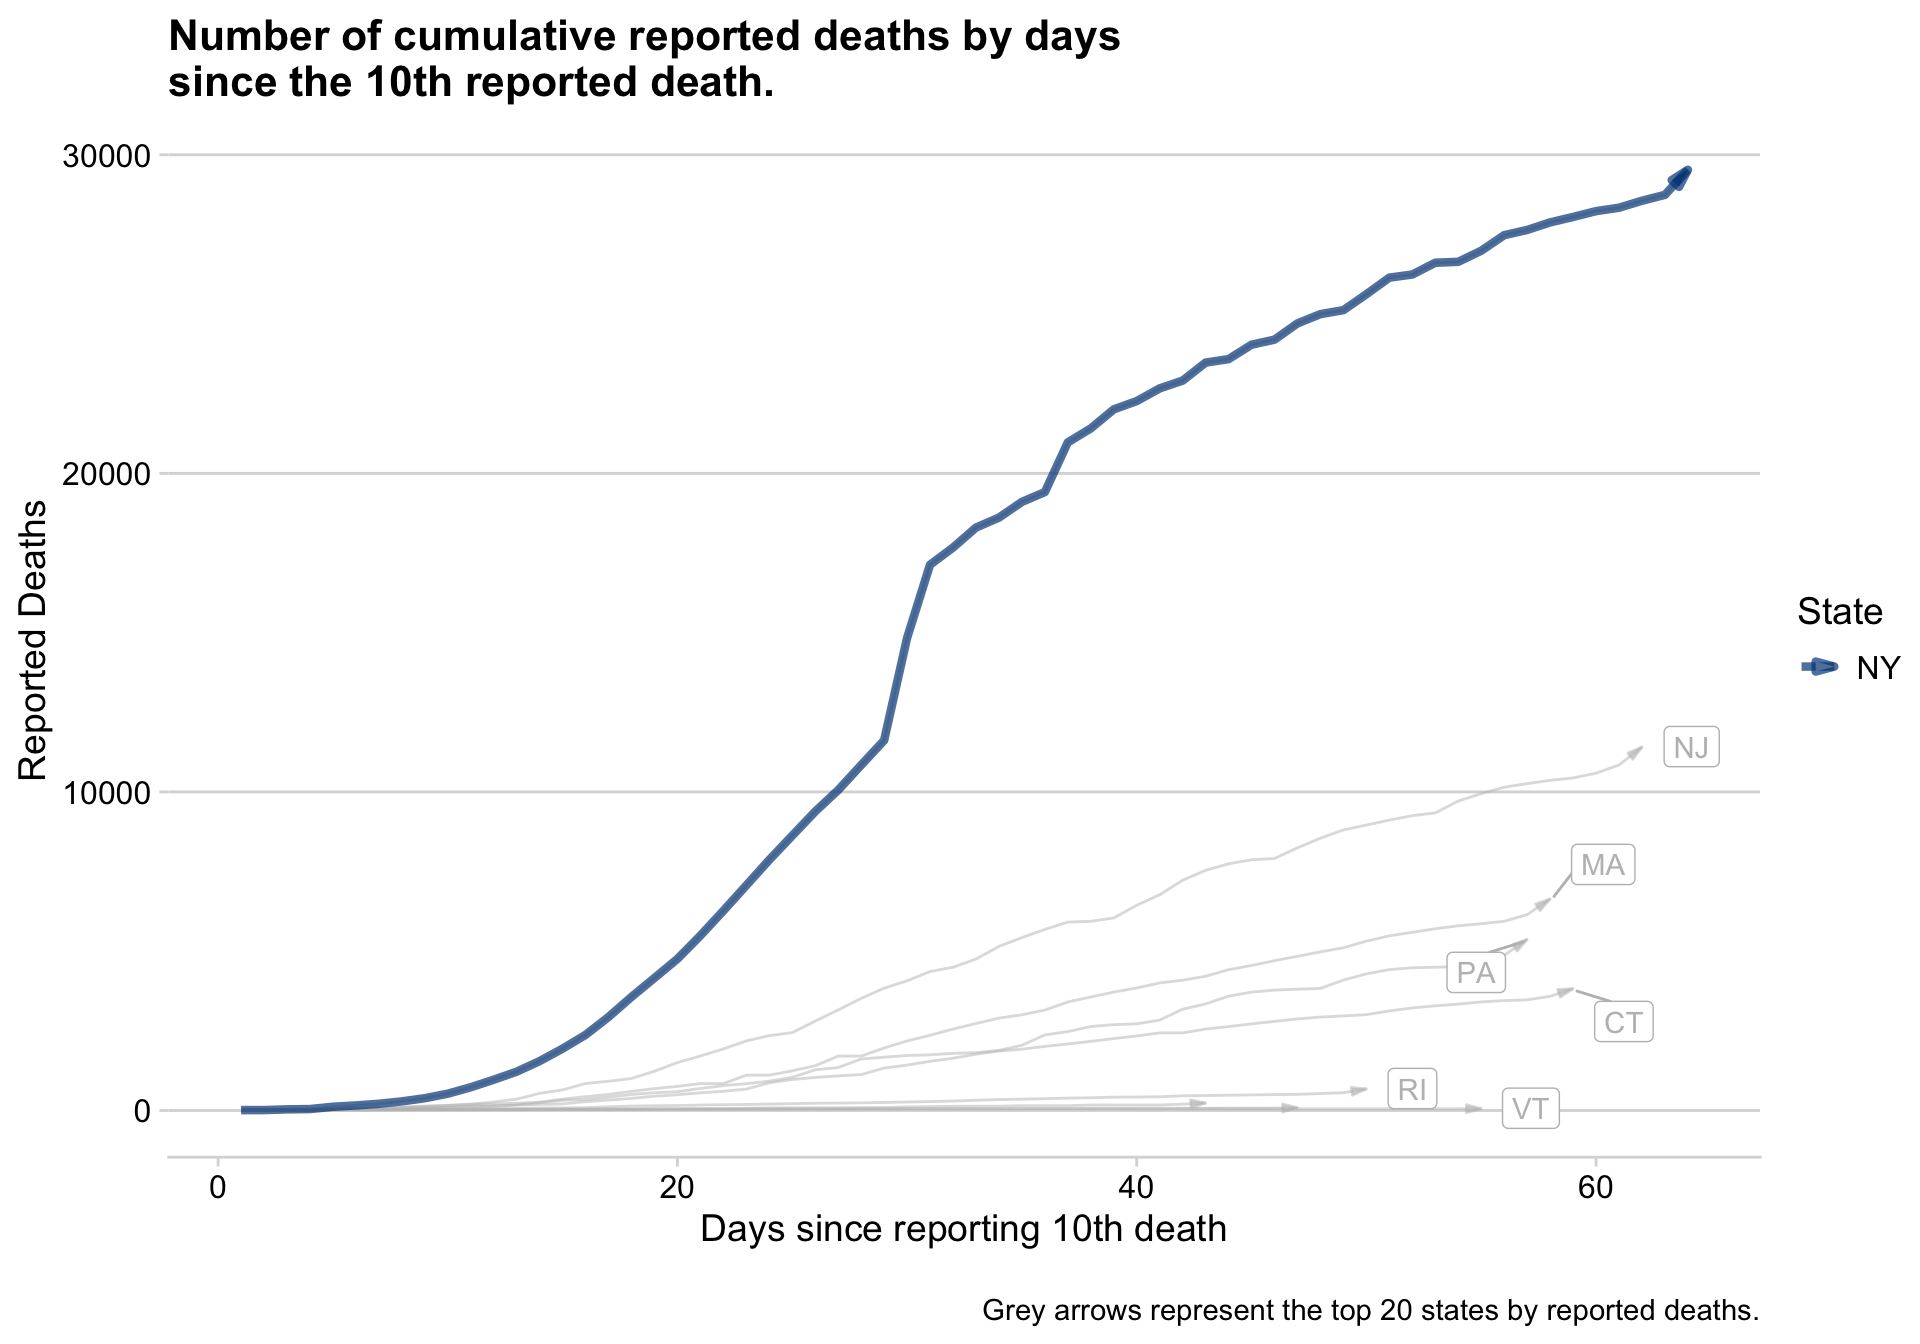 Number of cumulative reported deaths by days
since the 10th reported death.
30000
20000
10000
0
Reported Deaths
NJ
MA
PA
CT
RI
VT
State
NY
0
20
40
60
Days since reporting 10th death
Grey arrows represent the top 20 states by reported deaths.